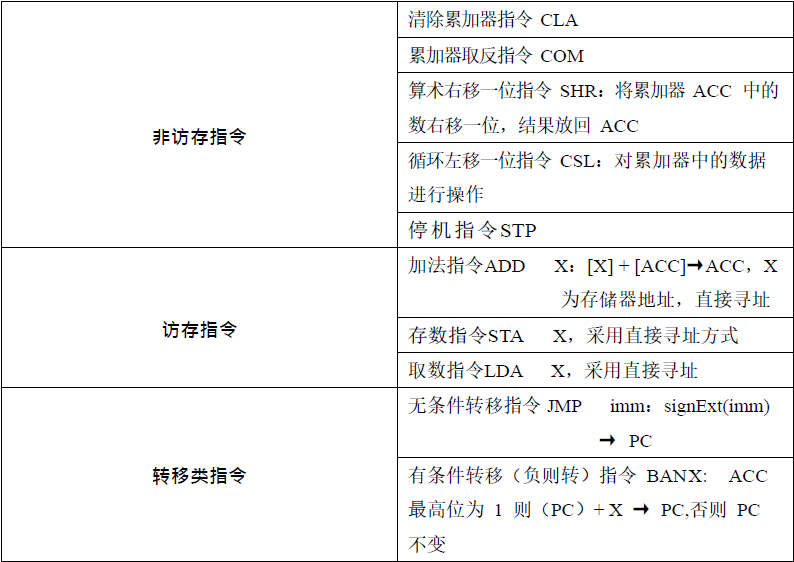 非访存指令
清除累加器指令 CLA
累加器取反指令 COM
算术右移一位指令 SHR：将累加器 ACC 中的
数右移一位，结果放回 ACC
循环左移一位指令 CSL：对累加器中的数据
进行操作
停机指令STP
访存指令
加法指令ADD X：[X] + [ACC]➞ACC，X
为存储器地址，直接寻址
存数指令STA X，采用直接寻址方式
取数指令LDA X，采用直接寻址
转移类指令
无条件转移指令 JMP imm：signExt(imm)
➞ PC
有条件转移（负则转）指令 BANX: ACC
最高位为 1 则（PC）+ X ➞ PC,否则 PC
不变